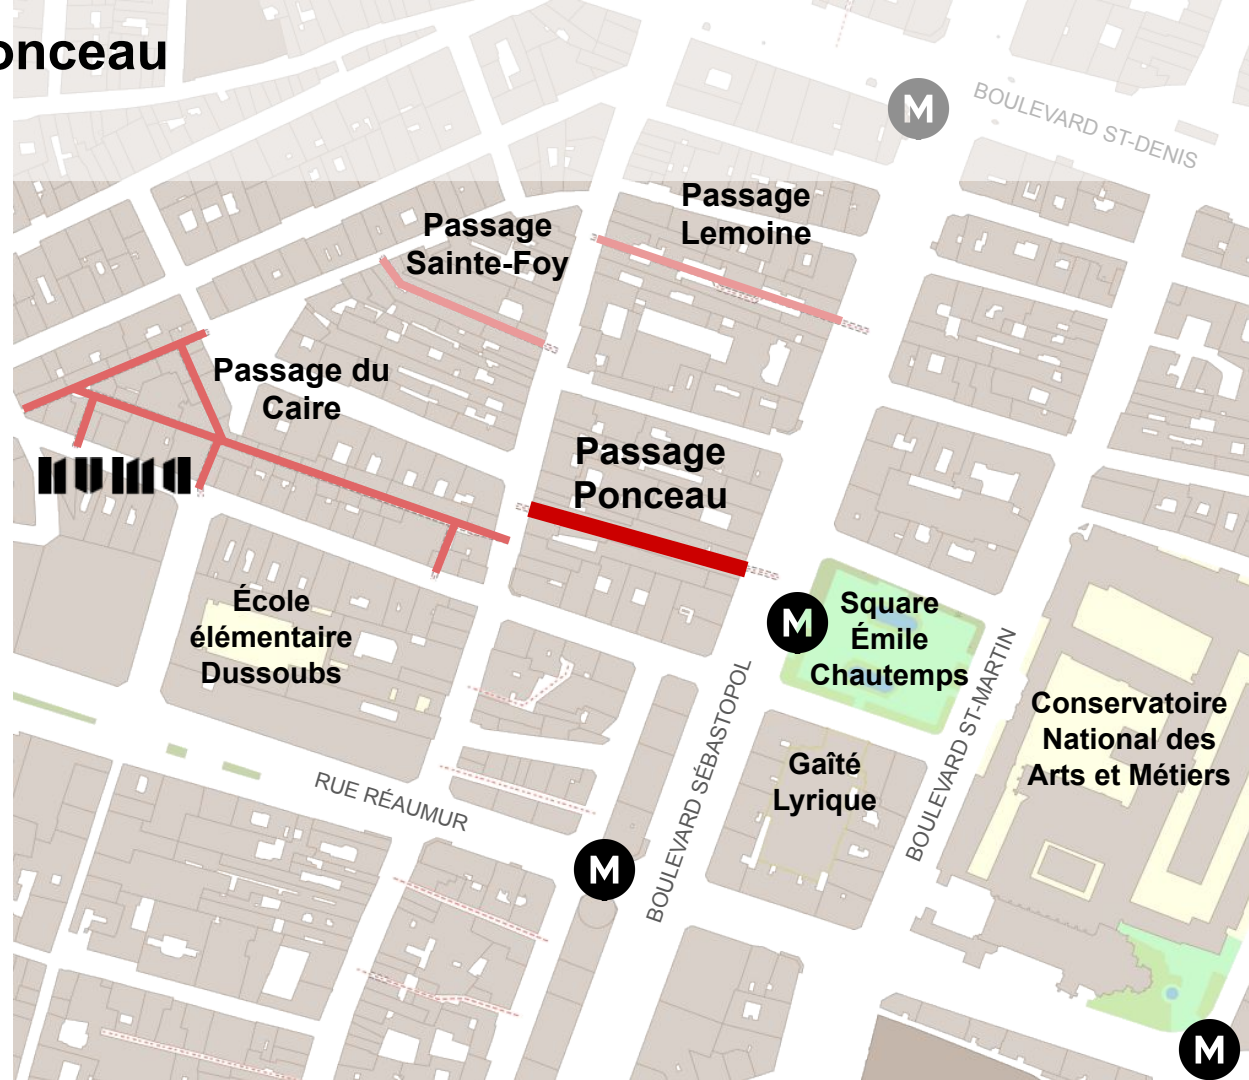 onceau
M
BOULEVARD ST-DENIS
Passage
Lemoine
Passage
Sainte-Foy
Passage du
Caire
Passage
Ponceau
numa
École
élémentaire
Dussoubs
M
Square
Émile
Chautemps
BOULEVARD ST-MARTIN
Conservatoire
National des
Arts et Métiers
BOULEVARD SÉBASTOPOL
Gaîté
Lyrique
RUE RÉAUMUR
M
M